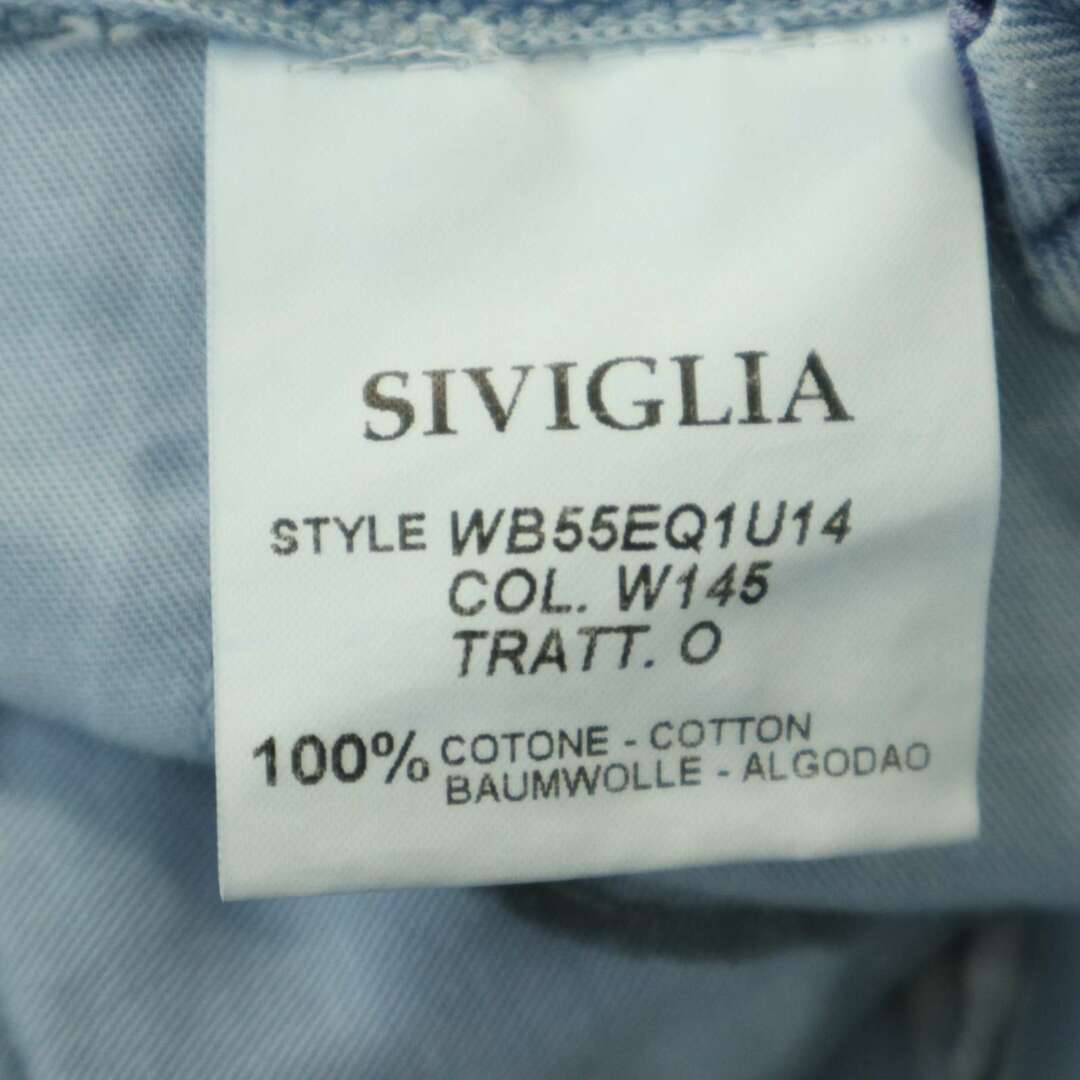 SIVIGLIA
STYLE WB55EQ1U14
COL. W145
TRATT. O
100% COTONE - COTTON
BAUMWOLLE - ALGODAO